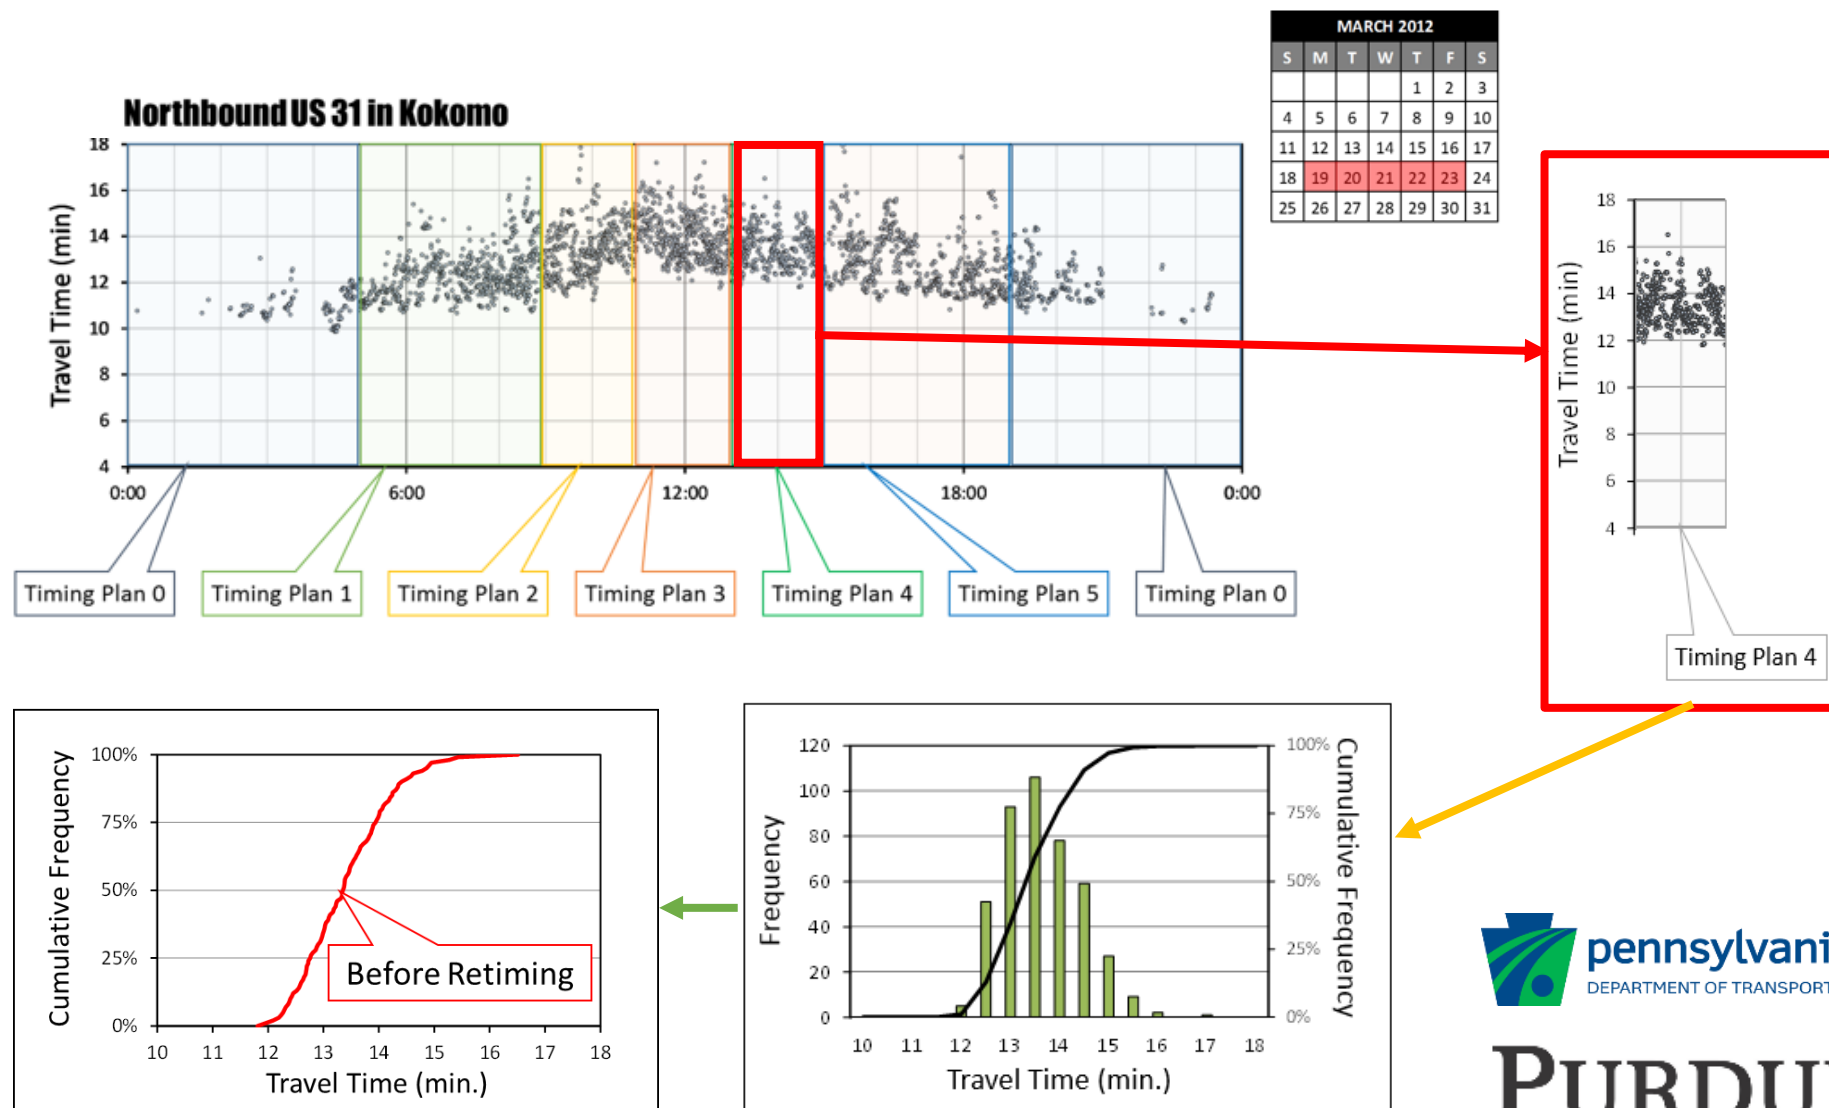 MARCH 2012
S M T W T F S
1 2 3
4 5 6 7 8 9 10
11 12 13 14 15 16 17
18 19 20 21 22 23 24
25 26 27 28 29 30 31
Northbound US 31 in Kokomo
Travel Time (min)
18
16
14
12
10
8
6
4
0:00 6:00 12:00 18:00 0:00
Timing Plan 0
Timing Plan 1
Timing Plan 2
Timing Plan 3
Timing Plan 4
Timing Plan 5
Timing Plan 0
Travel Time (min)
18
16
14
12
10
8
6
4
Timing Plan 4
Cumulative Frequency
100%
75%
50%
25%
0%
Before Retiming
10 11 12 13 14 15 16 17 18
Travel Time (min.)
Frequency
120
100
80
60
40
20
0
100%
75%
50%
25%
0%
Cumulative Frequency
10 11 12 13 14 15 16 17 18
Travel Time (min.)
pennsylvani
DEPARTMENT OF TRANSPORT
PURDU